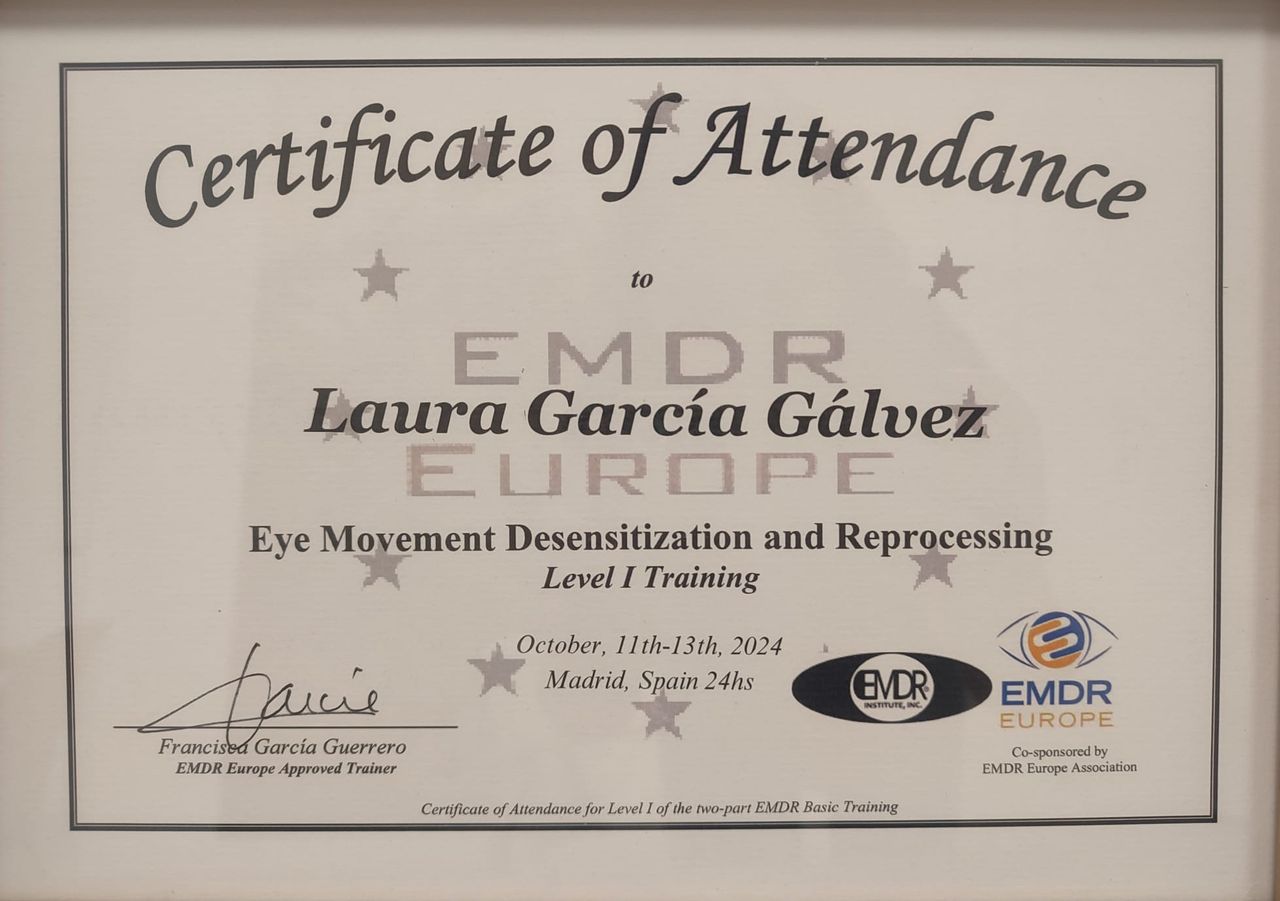 Certificate of Attendance
to
EMDR
Laura García Gálvez
EUROPE
Eye Movement Desensitization and Reprocessing
Level I Training
October, 11th-13th, 2024
Madrid, Spain 24hs
Francisca García Guerrero
EMDR Europe Approved Trainer
EMDR®
INSTITUTE, INC.
EMDR
EUROPE
Co-sponsored by
EMDR Europe Association
Certificate of Attendance for Level I of the two-part EMDR Basic Training